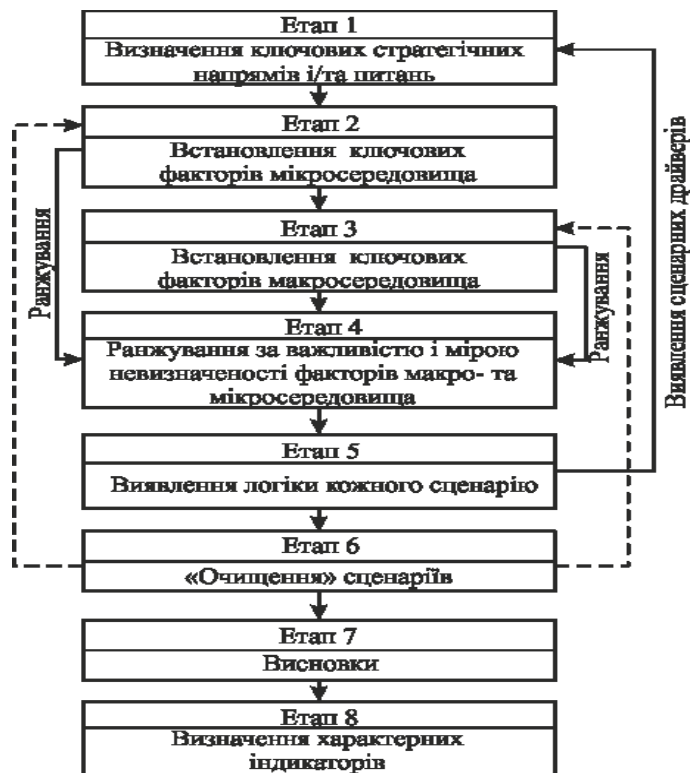 Етап 1
Визначення ключових стратегічних
напрямів і/та питань
Етап 2
Встановлення ключових
факторів мікросередовища
Етап 3
Встановлення ключових
факторів макросередовища
Етап 4
Ранжування за важливістю і мірою
невизначеності факторів макро- та
мікросередовища
Етап 5
Виявлення логіки кожного сценарію
Етап 6
«Очищення» сценаріїв
Етап 7
Висновки
Етап 8
Визначення характерних
індикаторів
Ранжування
Ранжування
Виявлення сценарних драйверів